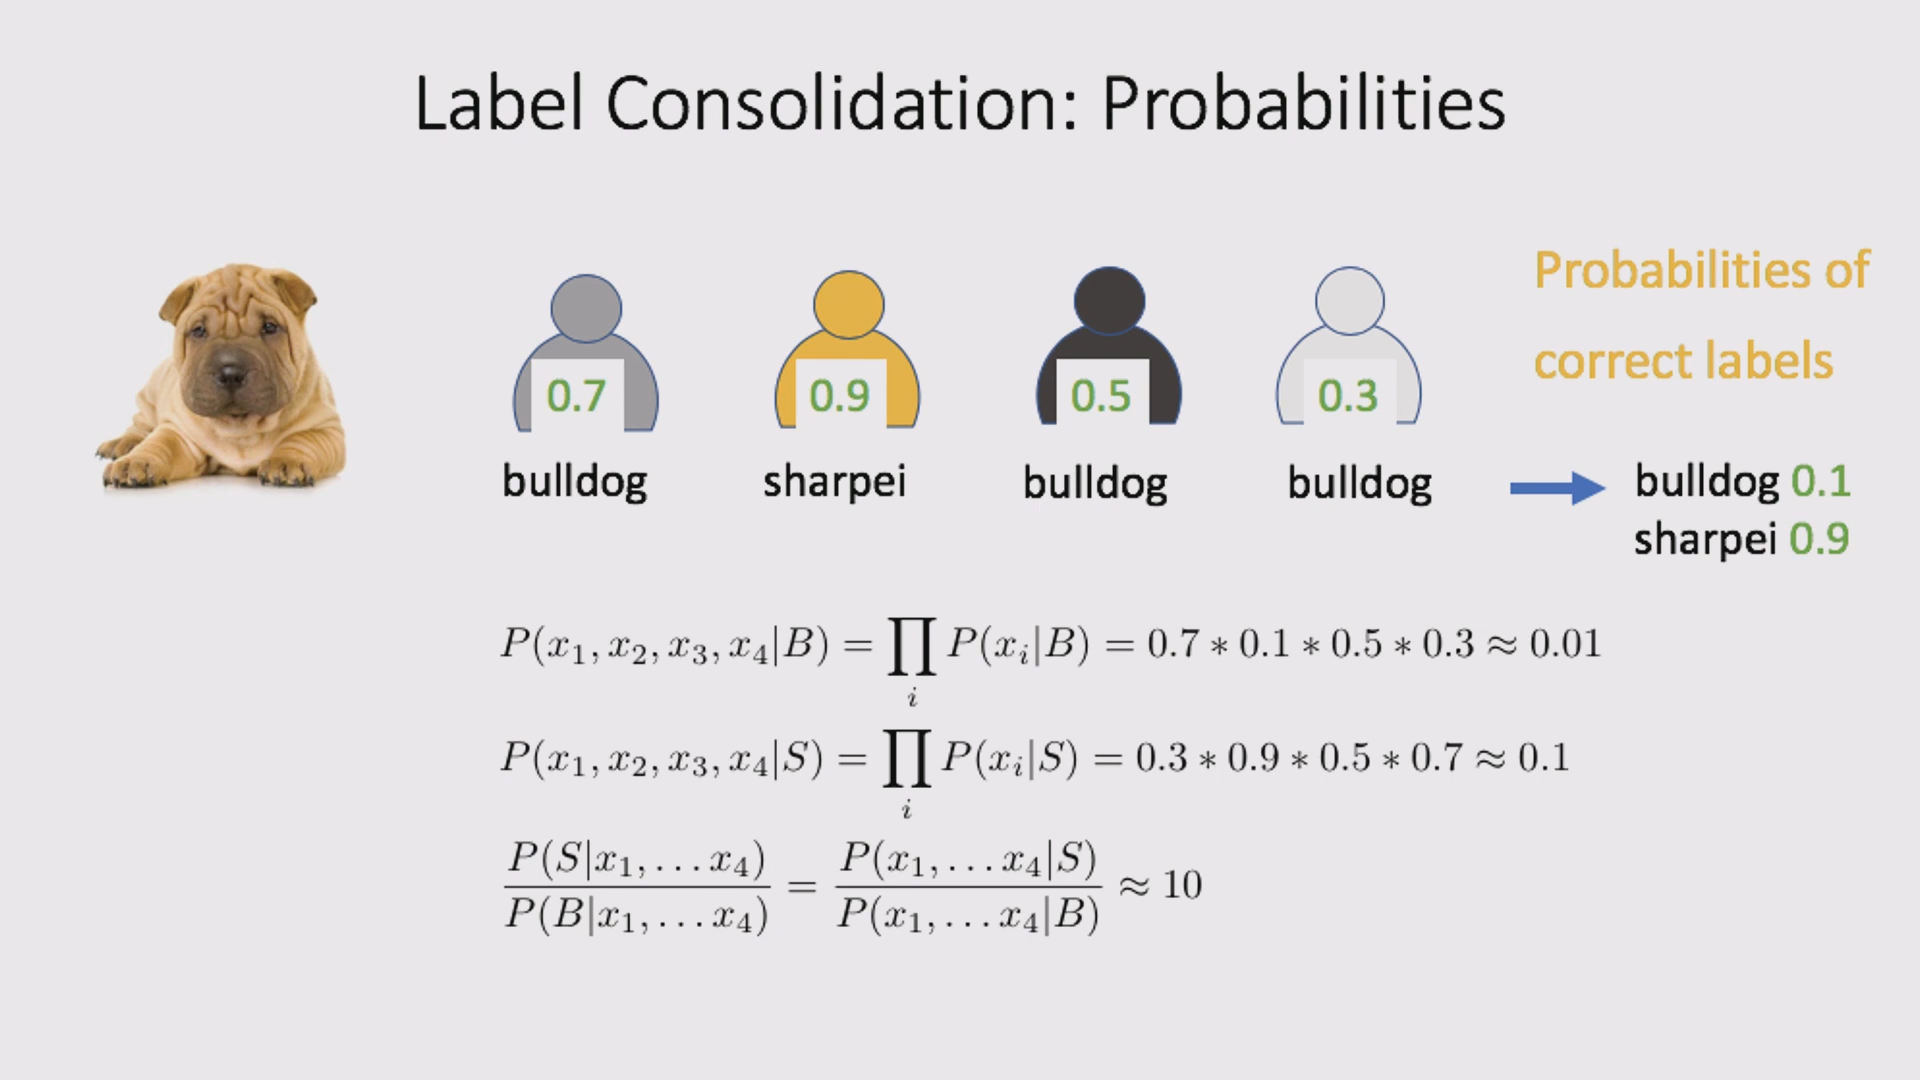 Label Consolidation: Probabilities
Probabilities of
correct labels
0.7 0.9 0.5 0.3
bulldog sharpei bulldog bulldog bulldog 0.1
sharpei 0.9
P(x₁, x₂, x₃, x₄|B) = ∏ᵢ P(xᵢ|B) = 0.7 ∗ 0.1 ∗ 0.5 ∗ 0.3 ≈ 0.01
P(x₁, x₂, x₃, x₄|S) = ∏ᵢ P(xᵢ|S) = 0.3 ∗ 0.9 ∗ 0.5 ∗ 0.7 ≈ 0.1
P(S|x₁, … x₄) / P(B|x₁, … x₄) = P(x₁, … x₄|S) / P(x₁, … x₄|B) ≈ 10